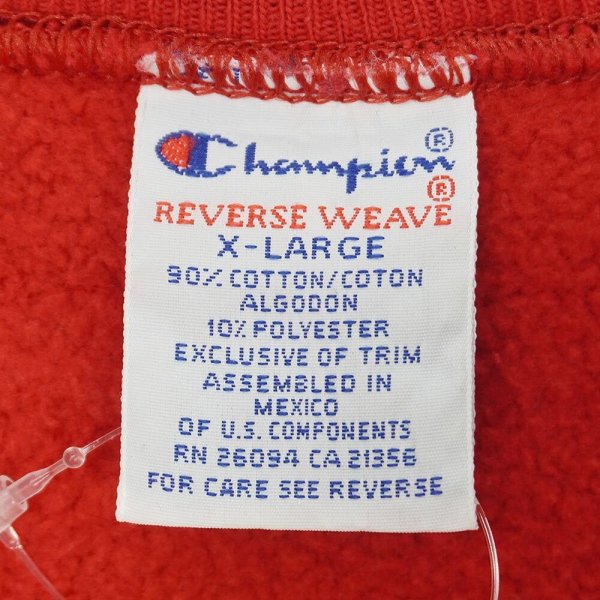 Champion ®
REVERSE WEAVE ®
X-LARGE
90% COTTON/COTON
ALGODON
10% POLYESTER
EXCLUSIVE OF TRIM
ASSEMBLED IN
MEXICO
OF U.S. COMPONENTS
RN 26094 CA 21356
FOR CARE SEE REVERSE